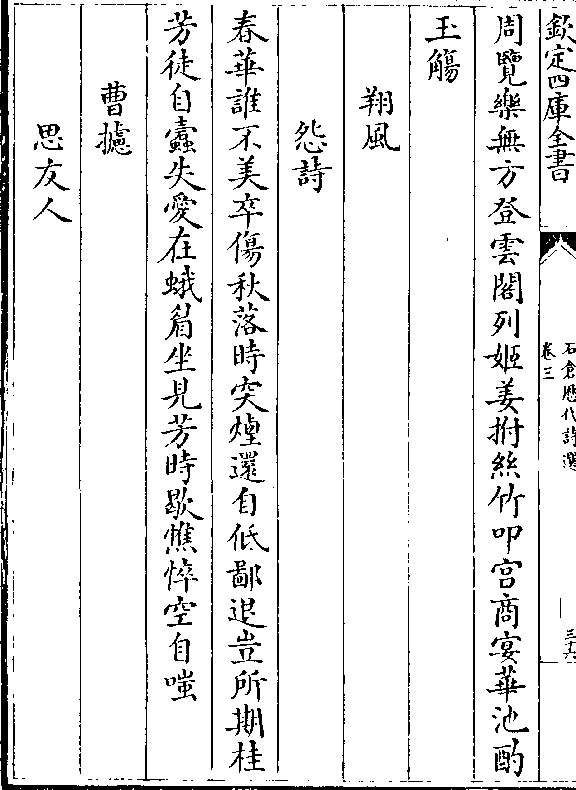 欽定四庫全書
石倉歴代詩選
卷三
三十六
周覽樂無方登雲閣列姬姜拊絲竹叩宫商宴華池酌
玉觴
翔風
怨詩
春華誰不美卒傷秋落時突煙還自低鄙退豈所期桂
芳徒自蠹失愛在蛾眉坐見芳時歇憔悴空自嗤
曹攄
思友人